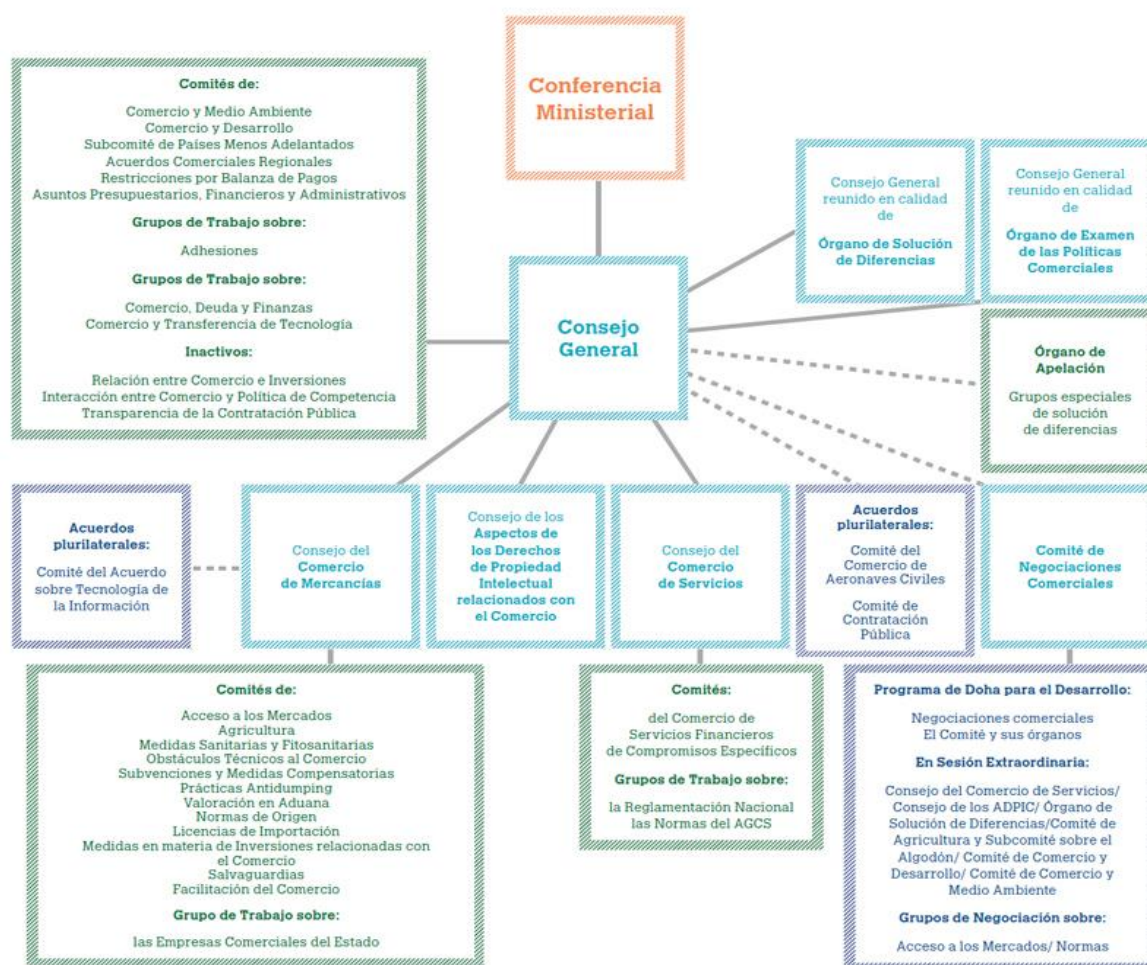 Conferencia
Ministerial
Comités de:
Comercio y Medio Ambiente
Comercio y Desarrollo
Subcomité de Países Menos Adelantados
Acuerdos Comerciales Regionales
Restricciones por Balanza de Pagos
Asuntos Presupuestarios, Financieros y Administrativos
Grupos de Trabajo sobre:
Adhesiones
Grupos de Trabajo sobre:
Comercio, Deuda y Finanzas
Comercio y Transferencia de Tecnología
Inactivos:
Relación entre Comercio e Inversiones
Interacción entre Comercio y Política de Competencia
Transparencia de la Contratación Pública
Consejo General
reunido en calidad
de
Órgano de Solución
de Diferencias
Consejo General
reunido en calidad
de
Órgano de Examen
de las Políticas
Comerciales
Consejo
General
Órgano de
Apelación
Grupos especiales
de solución
de diferencias
Acuerdos
plurilaterales:
Comité del Acuerdo
sobre Tecnología de
la Información
Consejo del
Comercio
de Mercancías
Consejo de los
Aspectos de
los Derechos
de Propiedad
Intelectual
relacionados con
el Comercio
Consejo del
Comercio
de Servicios
Acuerdos
plurilaterales:
Comité del
Comercio de
Aeronaves Civiles
Comité de
Contratación
Pública
Comité de
Negociaciones
Comerciales
Comités de:
Acceso a los Mercados
Agricultura
Medidas Sanitarias y Fitosanitarias
Obstáculos Técnicos al Comercio
Subvenciones y Medidas Compensatorias
Prácticas Antidumping
Valoración en Aduana
Normas de Origen
Licencias de Importación
Medidas en materia de Inversiones relacionadas con
el Comercio
Salvaguardias
Facilitación del Comercio
Grupo de Trabajo sobre:
las Empresas Comerciales del Estado
Comités:
del Comercio de
Servicios Financieros
de Compromisos Específicos
Grupos de Trabajo sobre:
la Reglamentación Nacional
las Normas del AGCS
Programa de Doha para el Desarrollo:
Negociaciones comerciales
El Comité y sus órganos
En Sesión Extraordinaria:
Consejo del Comercio de Servicios/
Consejo de los ADPIC/ Órgano de
Solución de Diferencias/Comité de
Agricultura y Subcomité sobre el
Algodón/ Comité de Comercio y
Desarrollo/ Comité de Comercio y
Medio Ambiente
Grupos de Negociación sobre:
Acceso a los Mercados/ Normas